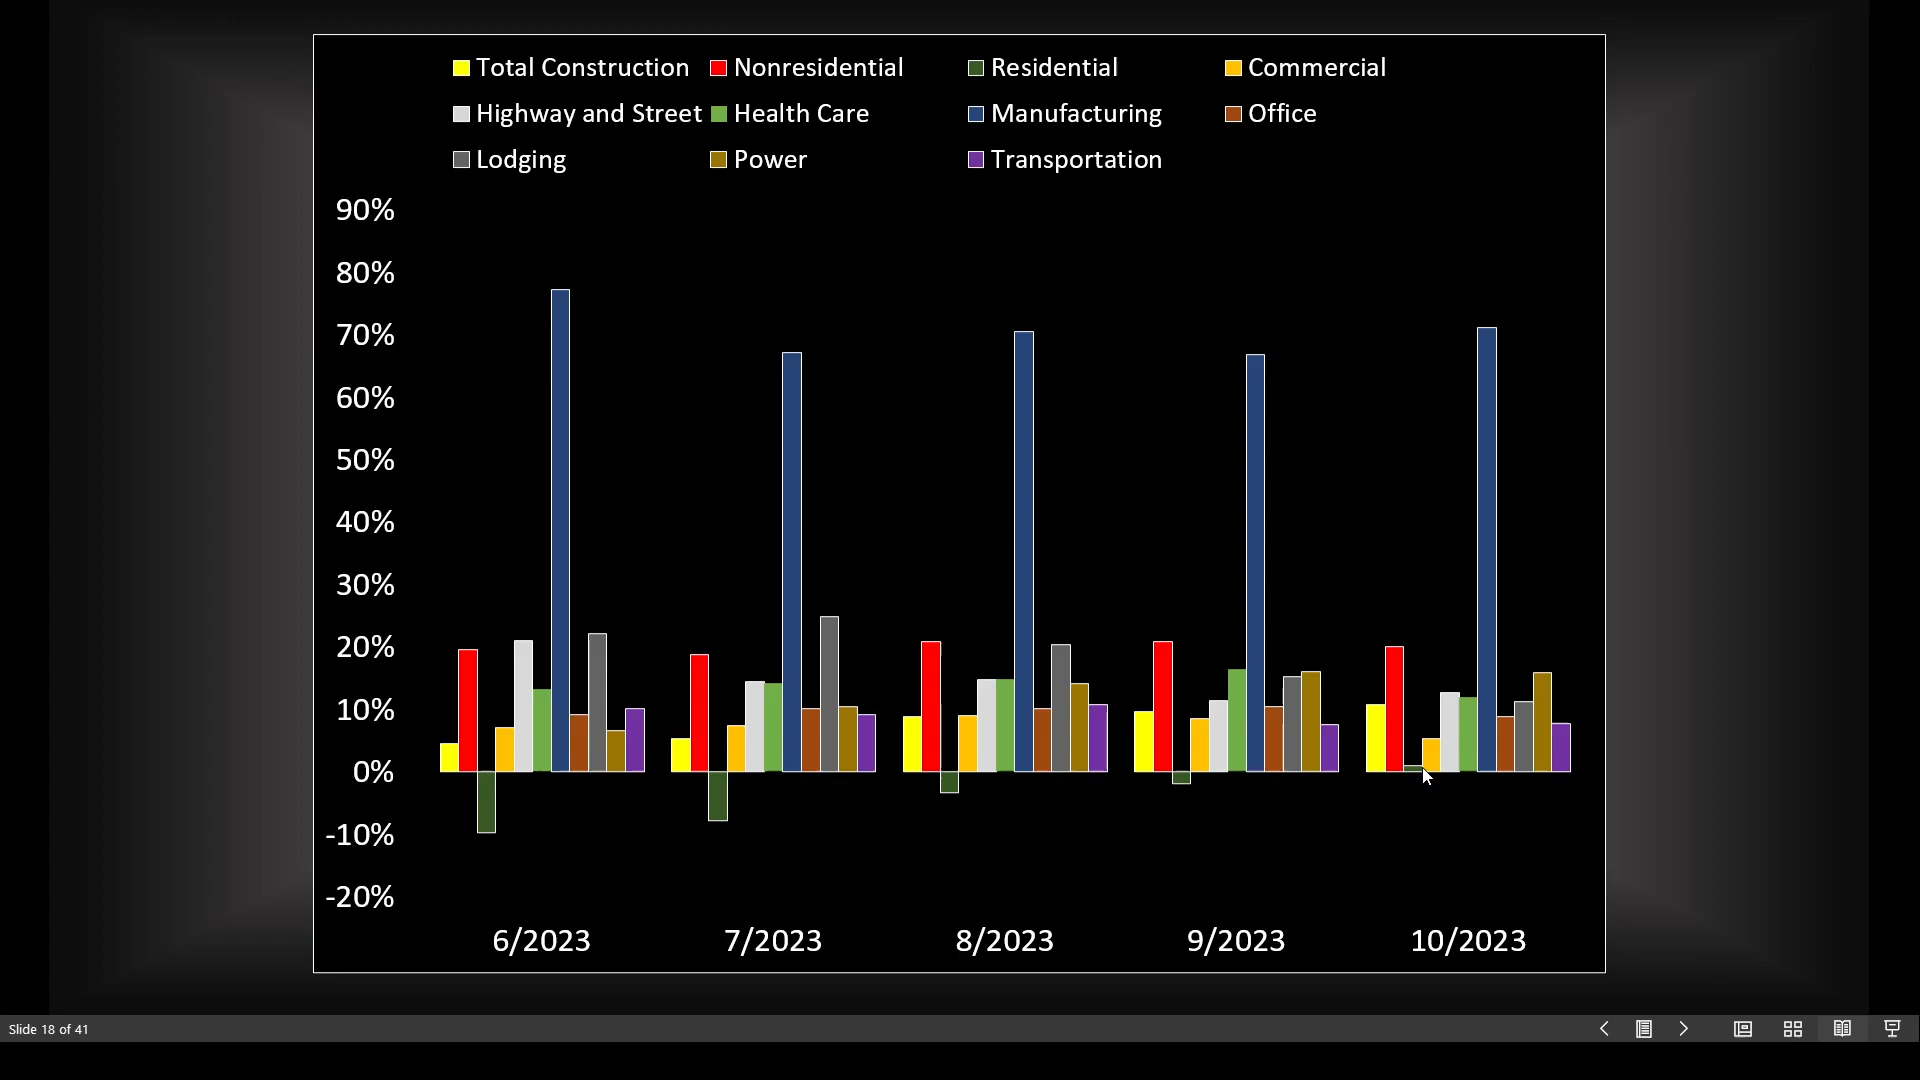 Total Construction Nonresidential Residential Commercial
Highway and Street Health Care Manufacturing Office
Lodging Power Transportation
90%
80%
70%
60%
50%
40%
30%
20%
10%
0%
-10%
-20%
6/2023 7/2023 8/2023 9/2023 10/2023
Slide 18 of 41